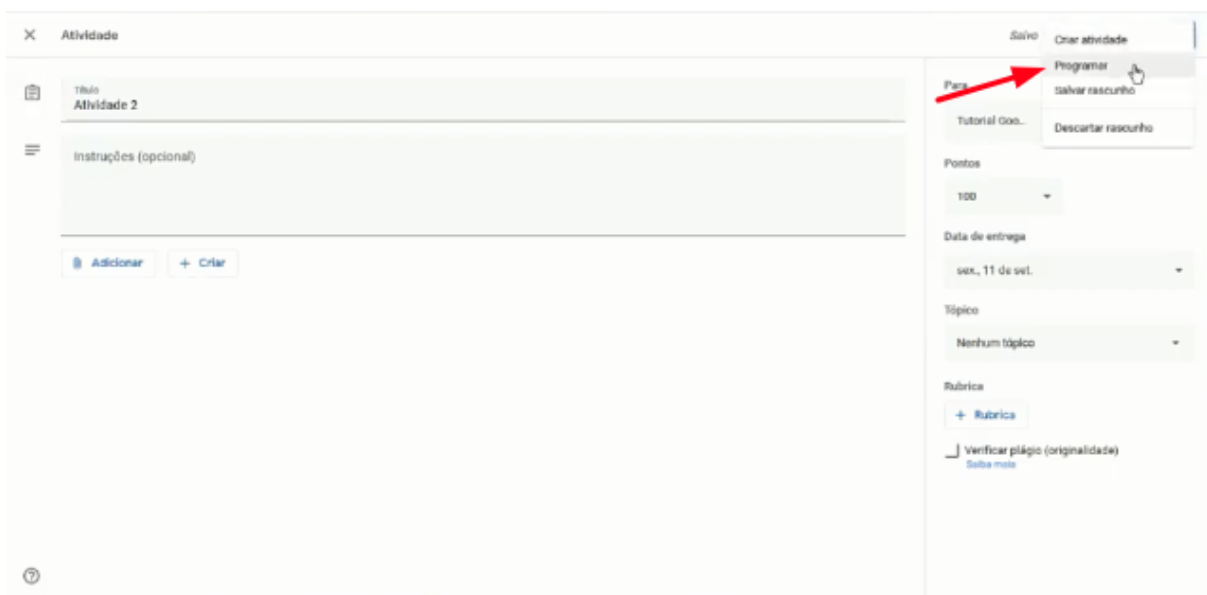 Atividade
Salvo
Criar atividade
Programar
Salvar rascunho
Descartar rascunho
Título
Atividade 2
Instruções (opcional)
Adicionar
+ Criar
Para
Tutorial Goo...
Pontos
100
Data de entrega
sex., 11 de set.
Tópico
Nenhum tópico
Rubrica
+ Rubrica
Verificar plágio (originalidade)
Saiba mais